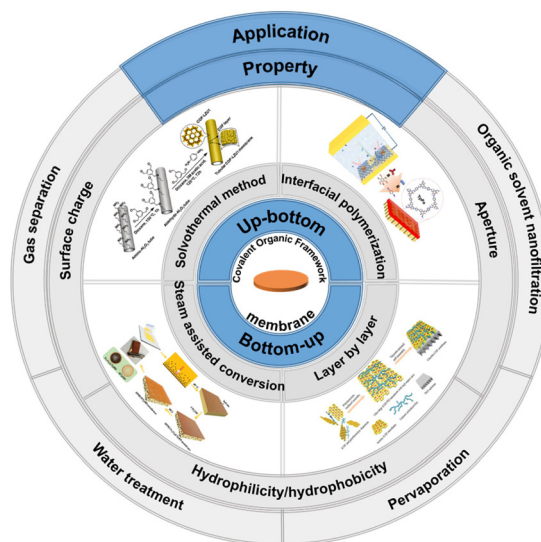 Application
Property
Gas separation
Surface charge
Organic solvent nanofiltration
Aperture
Solvothermal method
Interfacial polymerization
Up-bottom
Covalent Organic Framework
membrane
Bottom-up
Steam assisted conversion
Layer by layer
Hydrophilicity/hydrophobicity
Water treatment
Pervaporation